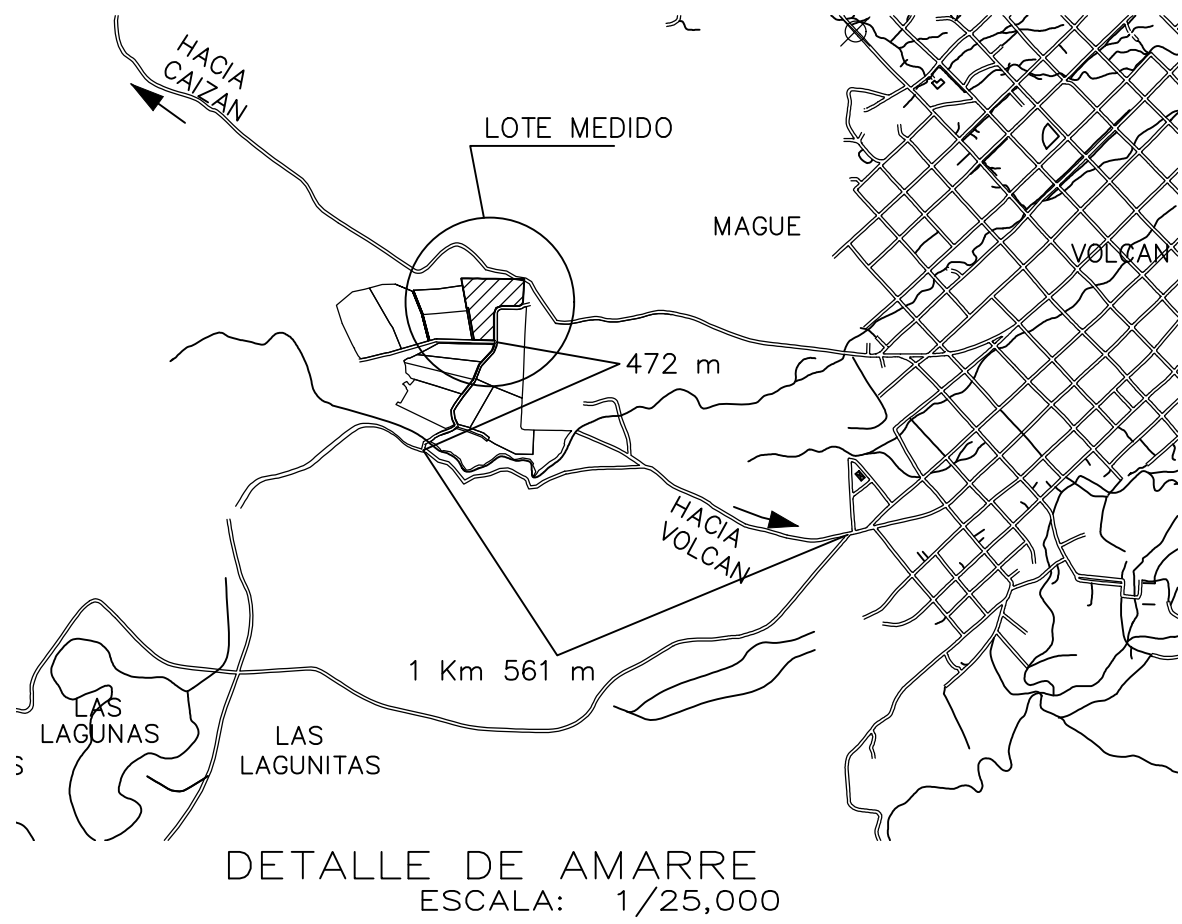 HACIA
CAIZAN
LOTE MEDIDO
MAGUE
VOLCAN
472 m
HACIA
VOLCAN
1 Km 561 m
LAS
LAGUNAS
LAS
LAGUNITAS
S
DETALLE DE AMARRE
ESCALA: 1/25,000